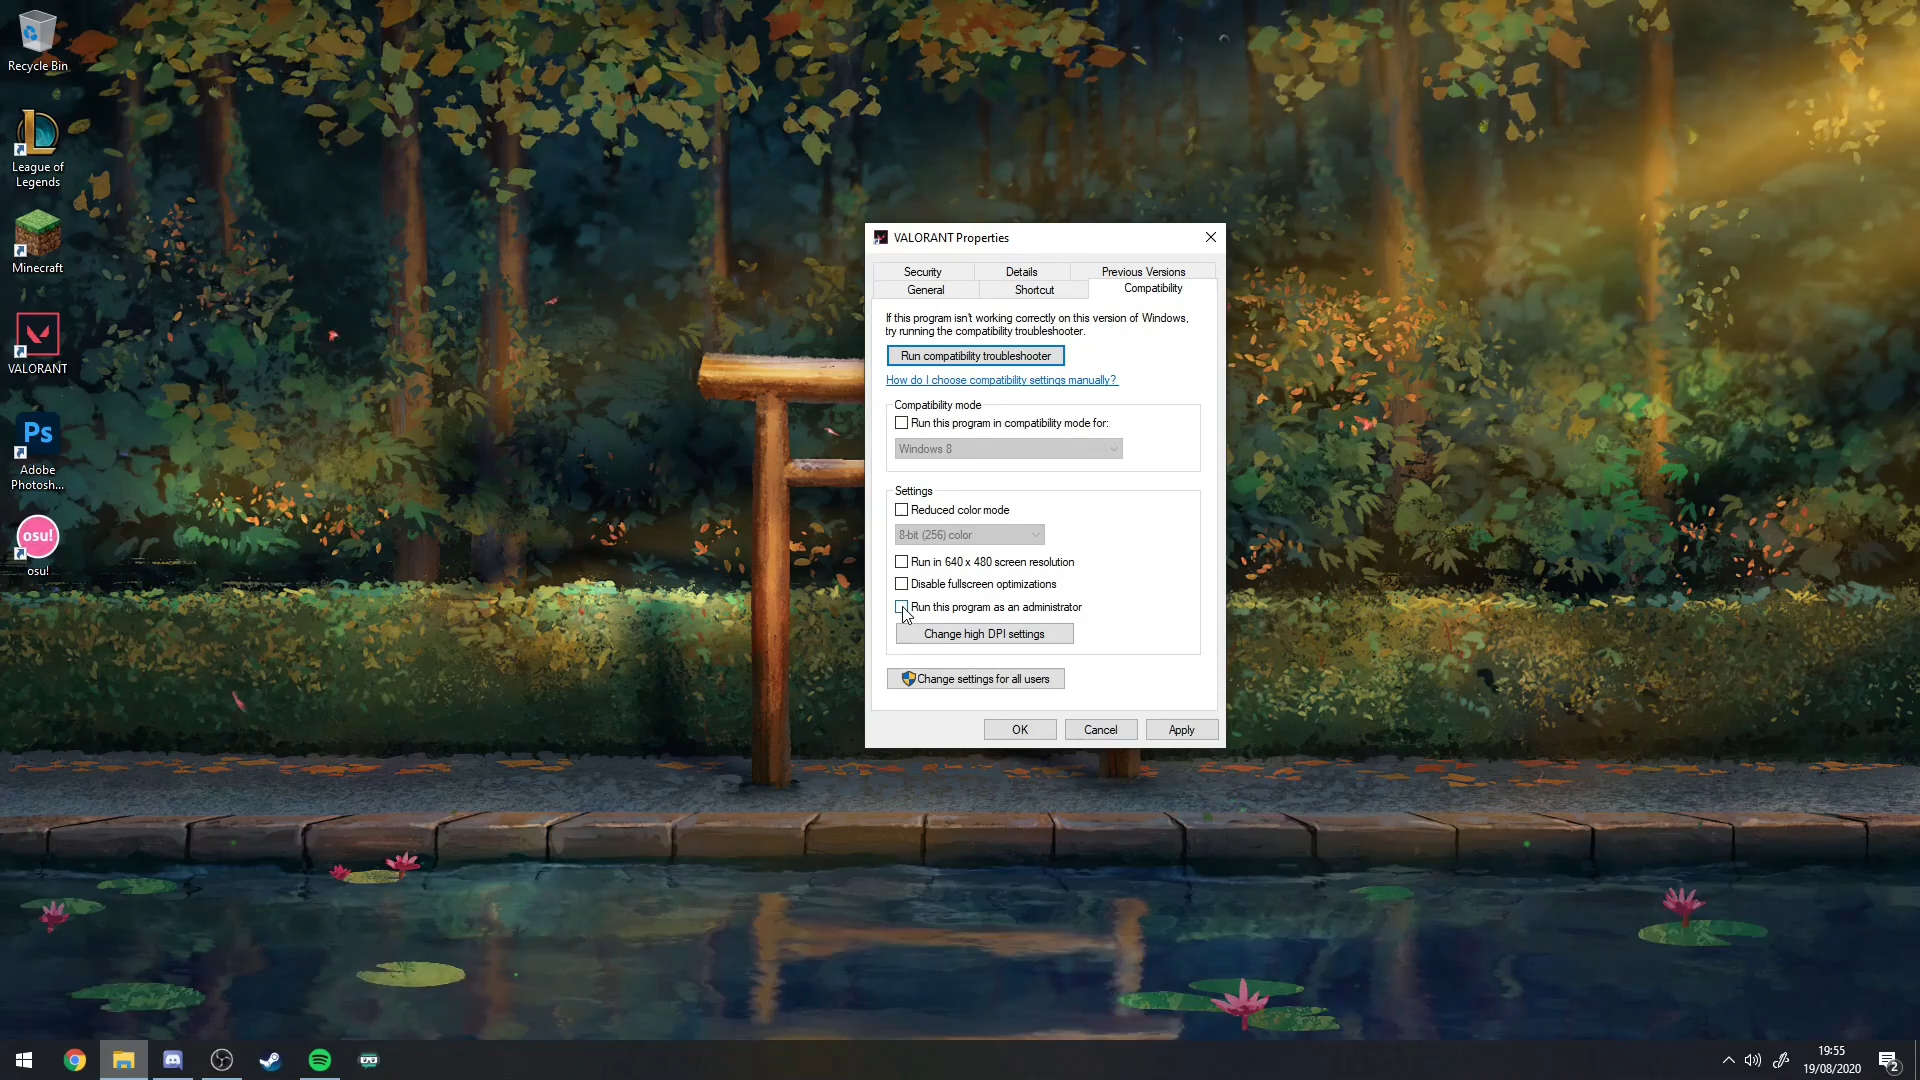 Recycle Bin
League of
Legends
Minecraft
VALORANT
Ps
Adobe
Photosh...
osu!
osu!
VALORANT Properties
Security
Details
Previous Versions
General
Shortcut
Compatibility
If this program isn't working correctly on this version of Windows,
try running the compatibility troubleshooter.
Run compatibility troubleshooter
How do I choose compatibility settings manually?
Compatibility mode
Run this program in compatibility mode for:
Windows 8
Settings
Reduced color mode
8-bit (256) color
Run in 640 x 480 screen resolution
Disable fullscreen optimizations
Run this program as an administrator
Change high DPI settings
Change settings for all users
OK
Cancel
Apply
19:55
19/08/2020
2